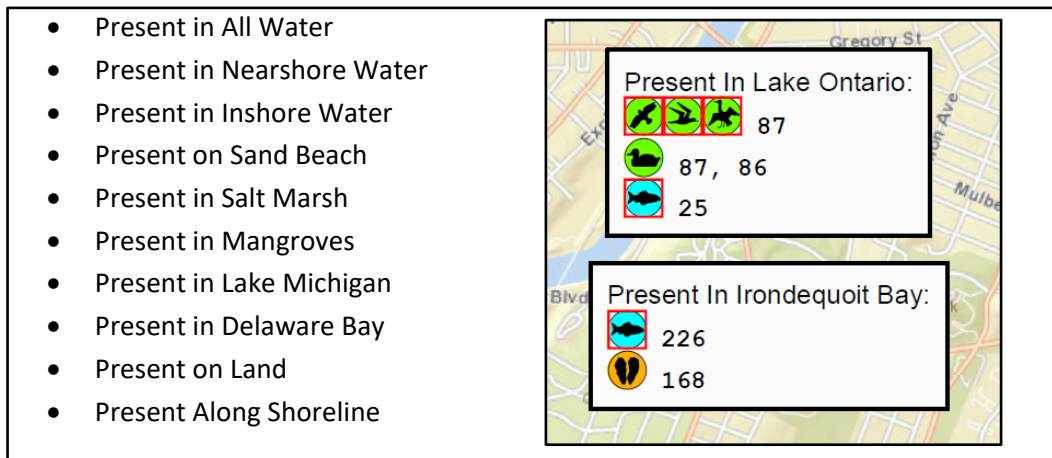 • Present in All Water
• Present in Nearshore Water
• Present in Inshore Water
• Present on Sand Beach
• Present in Salt Marsh
• Present in Mangroves
• Present in Lake Michigan
• Present in Delaware Bay
• Present on Land
• Present Along Shoreline
Gregory St
Present In Lake Ontario:
87
87, 86
25
Blvd
Present In Irondequoit Bay:
226
168